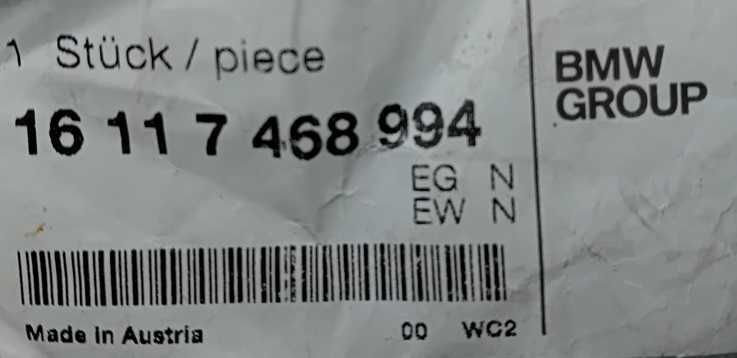 1 Stück / piece
16 11 7 468 994
EG N
EW N
Made in Austria 00 WC2
BMW
GROUP